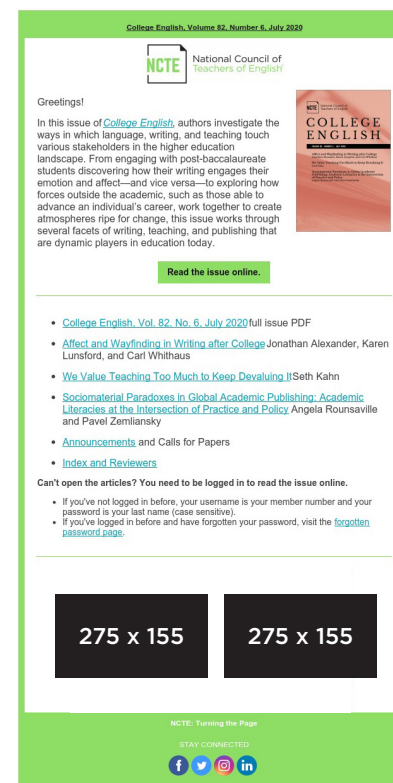 College English, Volume 82, Number 6, July 2020
NCTE
National Council of
Teachers of English
Greetings!
In this issue of College English, authors investigate the
ways in which language, writing, and teaching touch
various stakeholders in the higher education
landscape. From engaging with post-baccalaureate
students discovering how their writing engages their
emotion and affect—and vice versa—to exploring how
forces outside the academic, such as those able to
advance an individual's career, work together to create
atmospheres ripe for change, this issue works through
several facets of writing, teaching, and publishing that
are dynamic players in education today.
NCTE
COLLEGE
ENGLISH
Read the issue online.
College English, Vol. 82, No. 6, July 2020full issue PDF
Affect and Wayfinding in Writing after CollegeJonathan Alexander, Karen
Lunsford, and Carl Whithaus
We Value Teaching Too Much to Keep Devaluing ItSeth Kahn
Sociomaterial Paradoxes in Global Academic Publishing: Academic
Literacies at the Intersection of Practice and Policy Angela Rounsaville
and Pavel Zemliansky
Announcements and Calls for Papers
Index and Reviewers
Can't open the articles? You need to be logged in to read the issue online.
If you've not logged in before, your username is your member number and your
password is your last name (case sensitive).
If you've logged in before and have forgotten your password, visit the forgotten
password page.
275 x 155
275 x 155
NCTE: Turning the Page
STAY CONNECTED